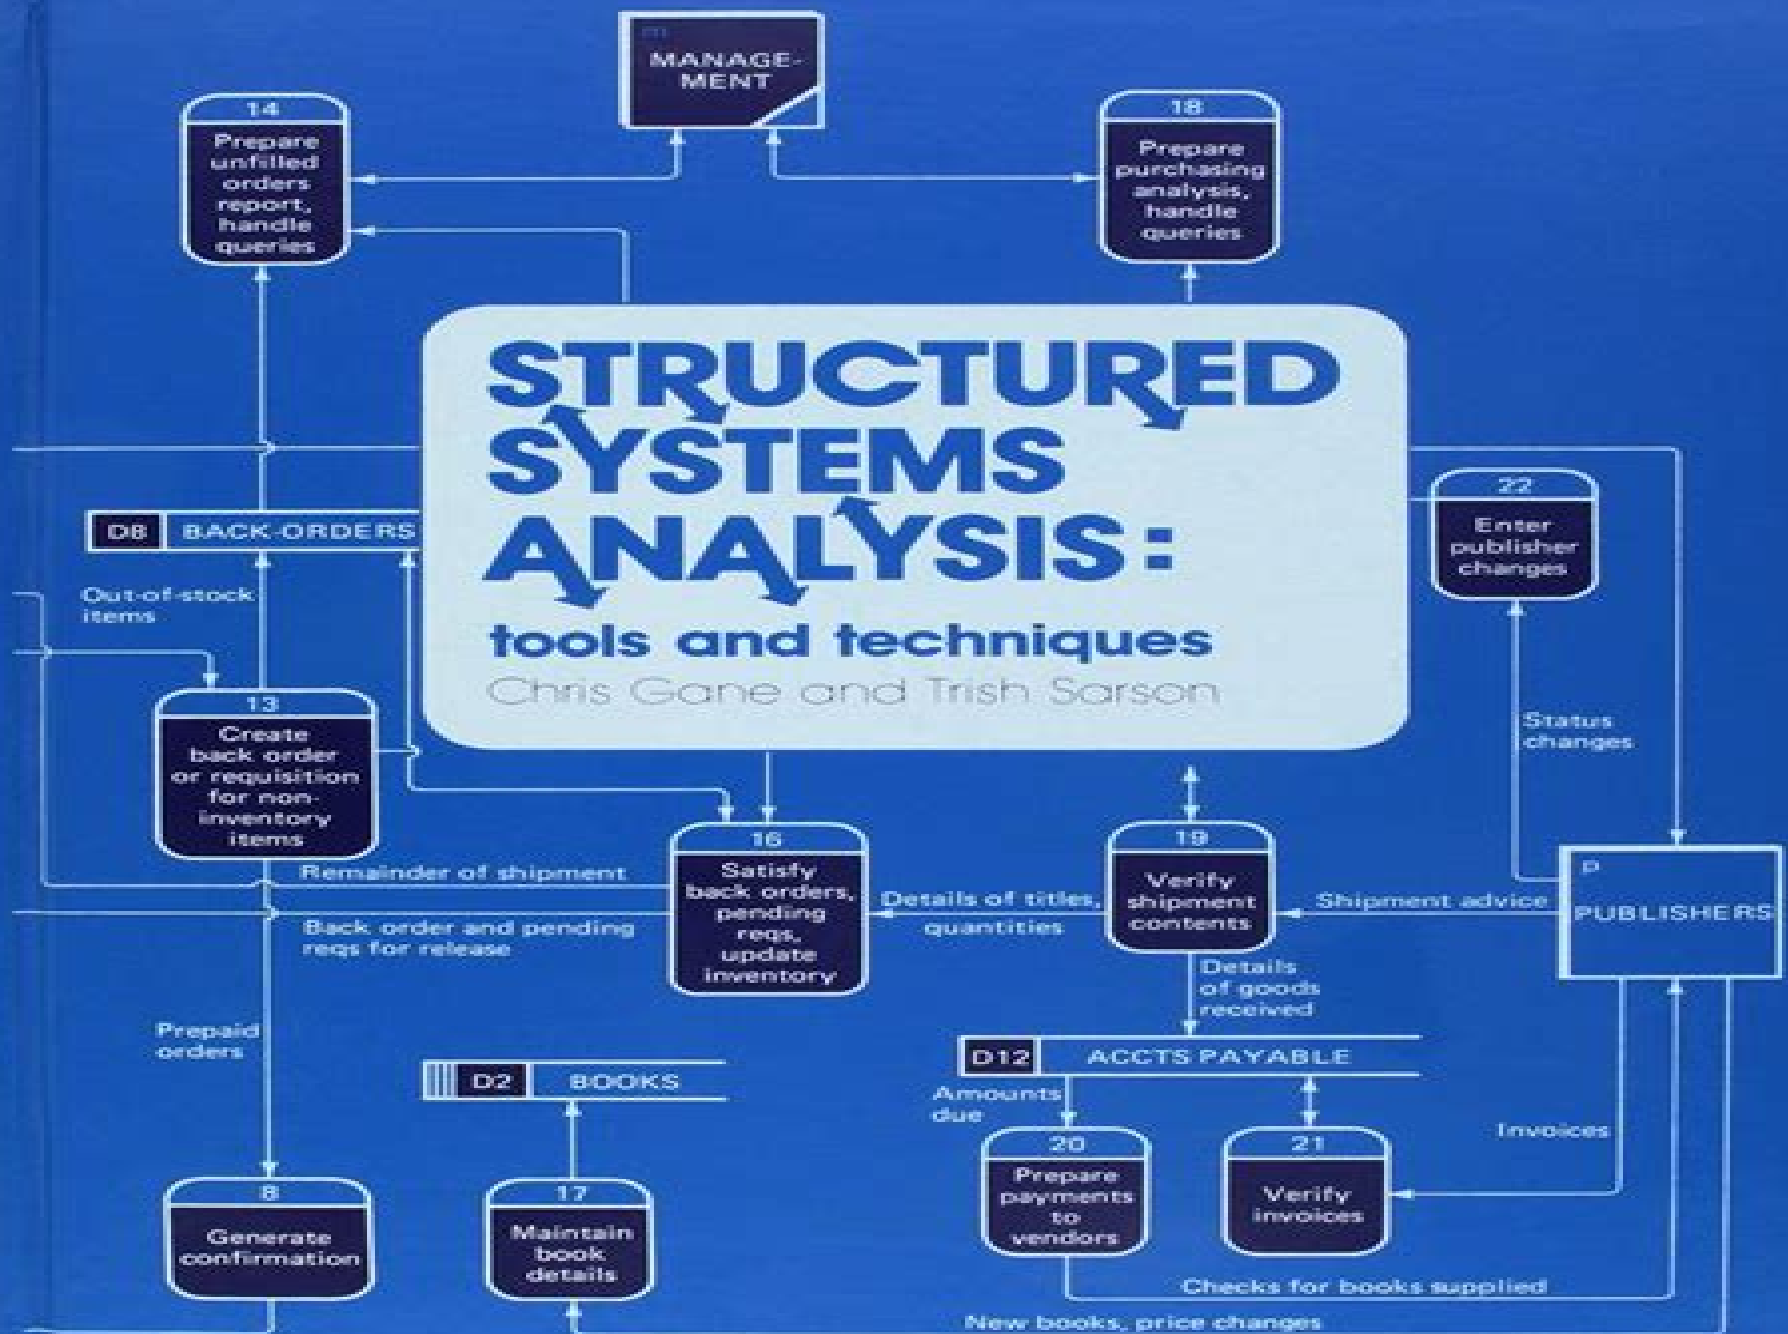 MANAGE-
MENT
14
Prepare
unfilled
orders
report,
handle
queries
18
Prepare
purchasing
analysis,
handle
queries
STRUCTURED
SYSTEMS
ANALYSIS:
tools and techniques
Chris Gane and Trish Sarson
22
Enter
publisher
changes
D8 BACK-ORDERS
Out-of-stock
items
13
Create
back order
or requisition
for non-
inventory
items
Status
changes
16
Satisfy
back orders,
pending
reqs,
update
inventory
19
Verify
shipment
contents
p
PUBLISHERS
Remainder of shipment
Back order and pending
reqs for release
Details of titles,
quantities
Shipment advice
Details
of goods
received
Prepaid
orders
D2 BOOKS
D12 ACCTS PAYABLE
Amounts
due
Invoices
8
Generate
confirmation
17
Maintain
book
details
20
Prepare
payments
to
vendors
21
Verify
invoices
Checks for books supplied
New books, price changes